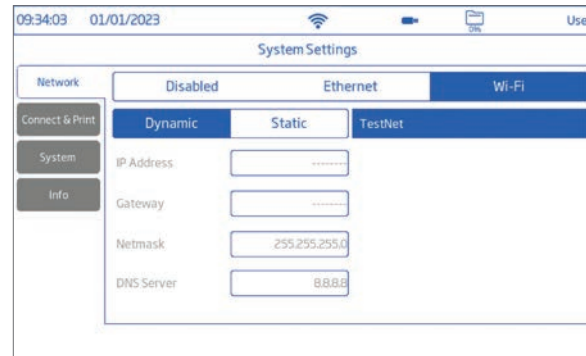 09:34:03 01/01/2023 0% Use
System Settings
Network Disabled Ethernet Wi-Fi
Connect & Print Dynamic Static TestNet
System IP Address --------
Info
Gateway --------
Netmask 255.255.255.0
DNS Server 8.8.8.8